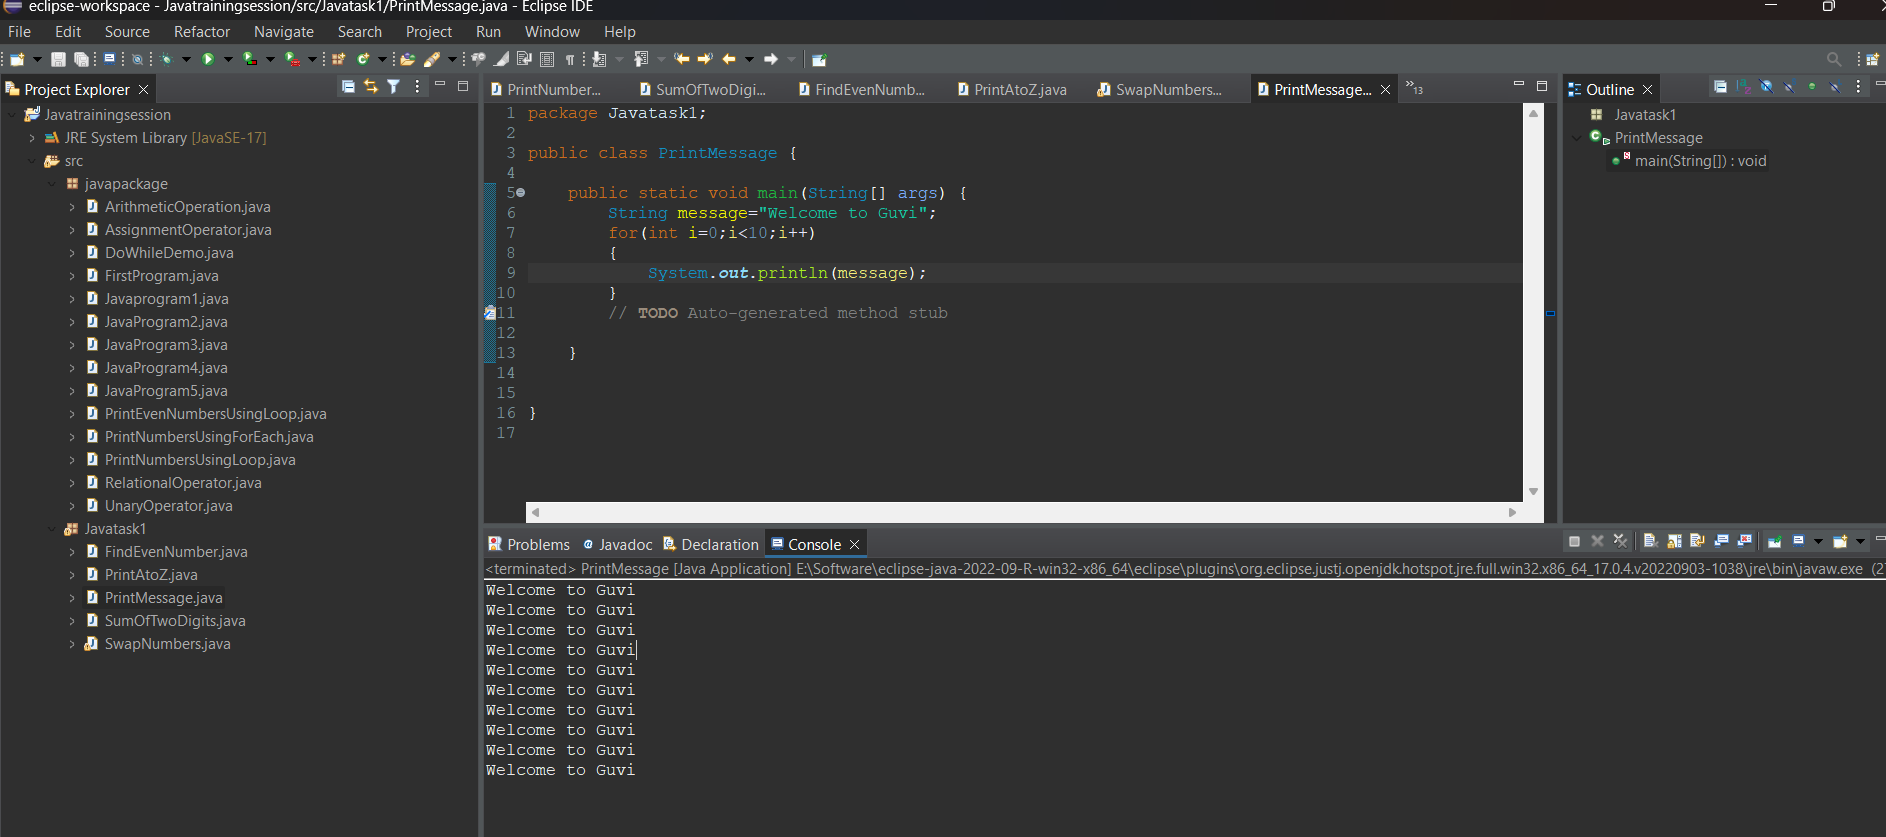 eclipse-workspace - Javatrainingsession/src/Javatask1/PrintMessage.java - Eclipse IDE
File Edit Source Refactor Navigate Search Project Run Window Help
Project Explorer
Javatrainingsession
JRE System Library [JavaSE-17]
src
javapackage
ArithmeticOperation.java
AssignmentOperator.java
DoWhileDemo.java
FirstProgram.java
Javaprogram1.java
JavaProgram2.java
JavaProgram3.java
JavaProgram4.java
JavaProgram5.java
PrintEvenNumbersUsingLoop.java
PrintNumbersUsingForEach.java
PrintNumbersUsingLoop.java
RelationalOperator.java
UnaryOperator.java
Javatask1
FindEvenNumber.java
PrintAtoZ.java
PrintMessage.java
SumOfTwoDigits.java
SwapNumbers.java
PrintNumber... SumOfTwoDigi... FindEvenNumb... PrintAtoZ.java SwapNumbers... PrintMessage... »13
1 package Javatask1;
2
3 public class PrintMessage {
4
5 public static void main(String[] args) {
6 String message="Welcome to Guvi";
7 for(int i=0;i<10;i++)
8 {
9 System.out.println(message);
10 }
11 // TODO Auto-generated method stub
12
13 }
14
15
16 }
17
Outline
Javatask1
PrintMessage
main(String[]) : void
Problems @ Javadoc Declaration Console
<terminated> PrintMessage [Java Application] E:\Software\eclipse-java-2022-09-R-win32-x86_64\eclipse\plugins\org.eclipse.justj.openjdk.hotspot.jre.full.win32.x86_64_17.0.4.v20220903-1038\jre\bin\javaw.exe (2
Welcome to Guvi
Welcome to Guvi
Welcome to Guvi
Welcome to Guvi
Welcome to Guvi
Welcome to Guvi
Welcome to Guvi
Welcome to Guvi
Welcome to Guvi
Welcome to Guvi